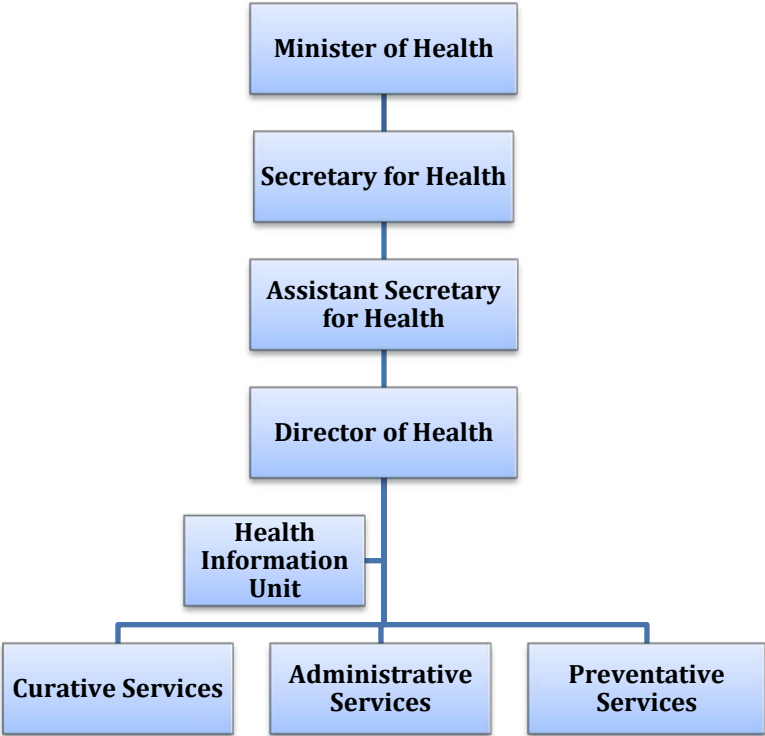 Minister of Health
Secretary for Health
Assistant Secretary
for Health
Director of Health
Health
Information
Unit
Curative Services
Administrative
Services
Preventative
Services